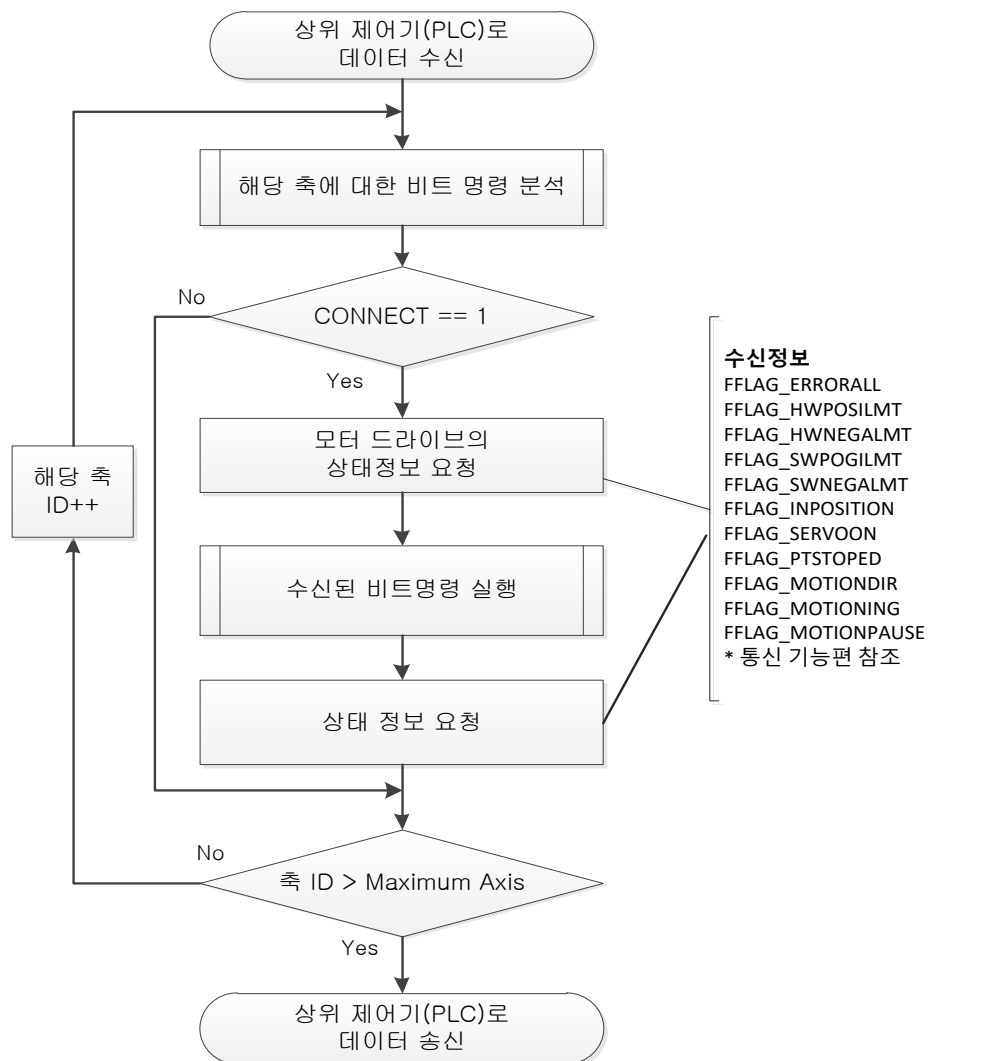 상위 제어기(PLC)로
데이터 수신
해당 축에 대한 비트 명령 분석
No
CONNECT == 1
Yes
모터 드라이브의
상태정보 요청
해당 축
ID++
수신된 비트명령 실행
상태 정보 요청
수신정보
FFLAG_ERRORALL
FFLAG_HWPOSILMT
FFLAG_HWNEGALMT
FFLAG_SWPOGILMT
FFLAG_SWNEGALMT
FFLAG_INPOSITION
FFLAG_SERVOON
FFLAG_PTSTOPED
FFLAG_MOTIONDIR
FFLAG_MOTIONING
FFLAG_MOTIONPAUSE
* 통신 기능편 참조
No
축 ID > Maximum Axis
Yes
상위 제어기(PLC)로
데이터 송신